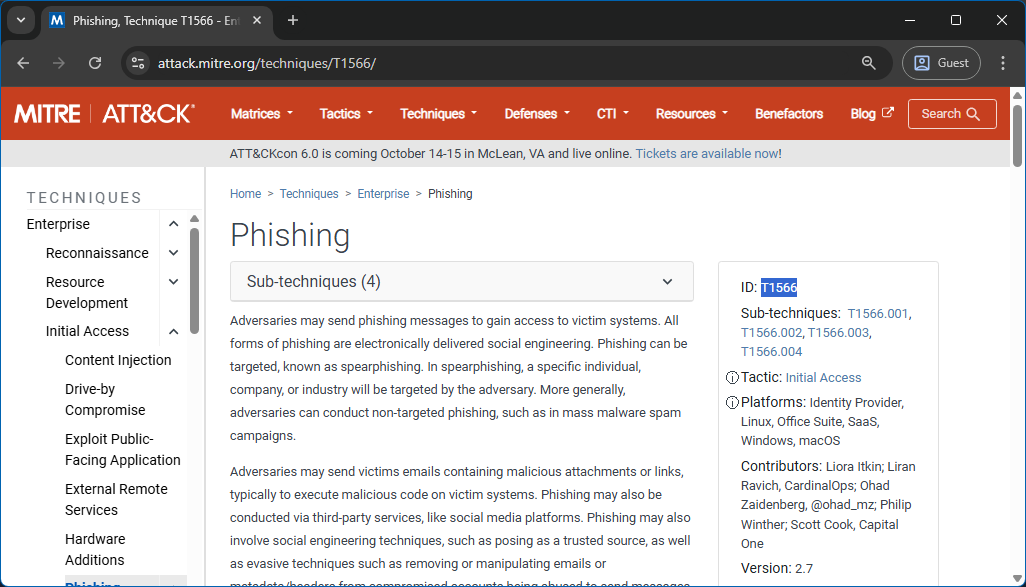 Phishing, Technique T1566 - Ent
attack.mitre.org/techniques/T1566/
Guest
MITRE | ATT&CK®
Matrices
Tactics
Techniques
Defenses
CTI
Resources
Benefactors
Blog
Search
ATT&CKcon 6.0 is coming October 14-15 in McLean, VA and live online. Tickets are available now!
TECHNIQUES
Enterprise
Reconnaissance
Resource
Development
Initial Access
Content Injection
Drive-by
Compromise
Exploit Public-
Facing Application
External Remote
Services
Hardware
Additions
Phishing
Home > Techniques > Enterprise > Phishing
Phishing
Sub-techniques (4)
Adversaries may send phishing messages to gain access to victim systems. All
forms of phishing are electronically delivered social engineering. Phishing can be
targeted, known as spearphishing. In spearphishing, a specific individual,
company, or industry will be targeted by the adversary. More generally,
adversaries can conduct non-targeted phishing, such as in mass malware spam
campaigns.
Adversaries may send victims emails containing malicious attachments or links,
typically to execute malicious code on victim systems. Phishing may also be
conducted via third-party services, like social media platforms. Phishing may also
involve social engineering techniques, such as posing as a trusted source, as well
as evasive techniques such as removing or manipulating emails or
metadata/headers from compromised accounts being abused to send messages
ID: T1566
Sub-techniques: T1566.001,
T1566.002, T1566.003,
T1566.004
Tactic: Initial Access
Platforms: Identity Provider,
Linux, Office Suite, SaaS,
Windows, macOS
Contributors: Liora Itkin; Liran
Ravich, CardinalOps; Ohad
Zaidenberg, @ohad_mz; Philip
Winther; Scott Cook, Capital
One
Version: 2.7